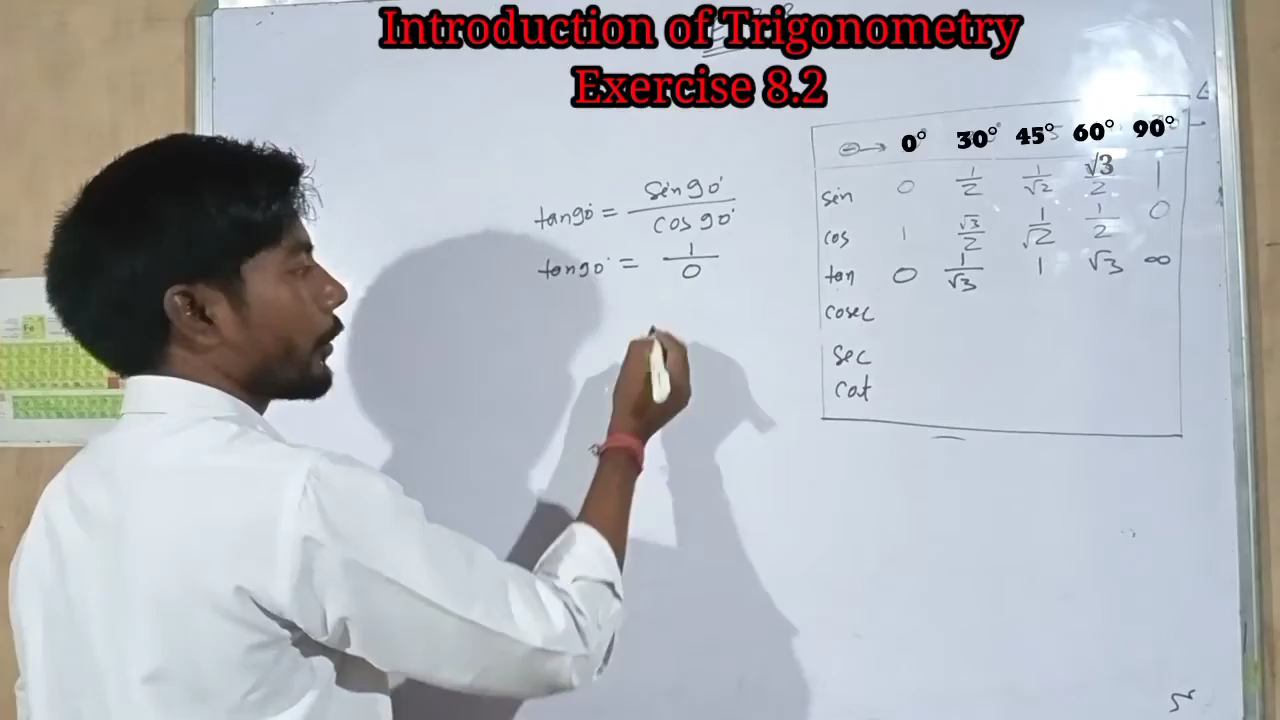 Introduction of Trigonometry
Exercise 8.2
tan90° = sin90° / cos90°
tan90° = 1/0
⊖→ 0° 30° 45° 60° 90°
sin 0 1/2 1/√2 √3/2 1
cos 1 √3/2 1/√2 1/2 0
tan 0 1/√3 1 √3 ∞
cosec
sec
cot
Fe